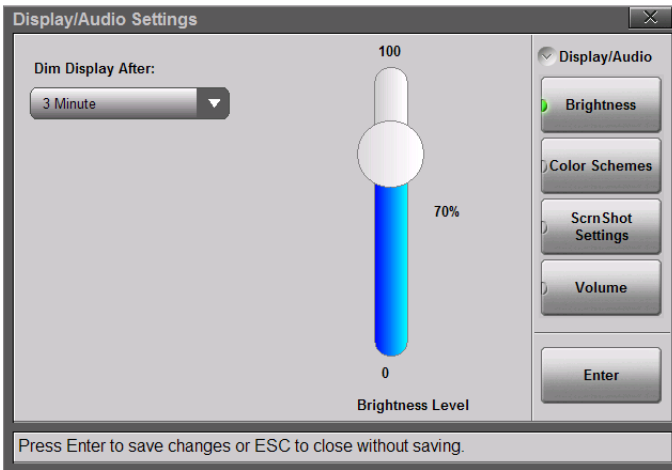 Display/Audio Settings
Dim Display After:
3 Minute
100
70%
0
Brightness Level
Display/Audio
Brightness
Color Schemes
ScrnShot
Settings
Volume
Enter
Press Enter to save changes or ESC to close without saving.